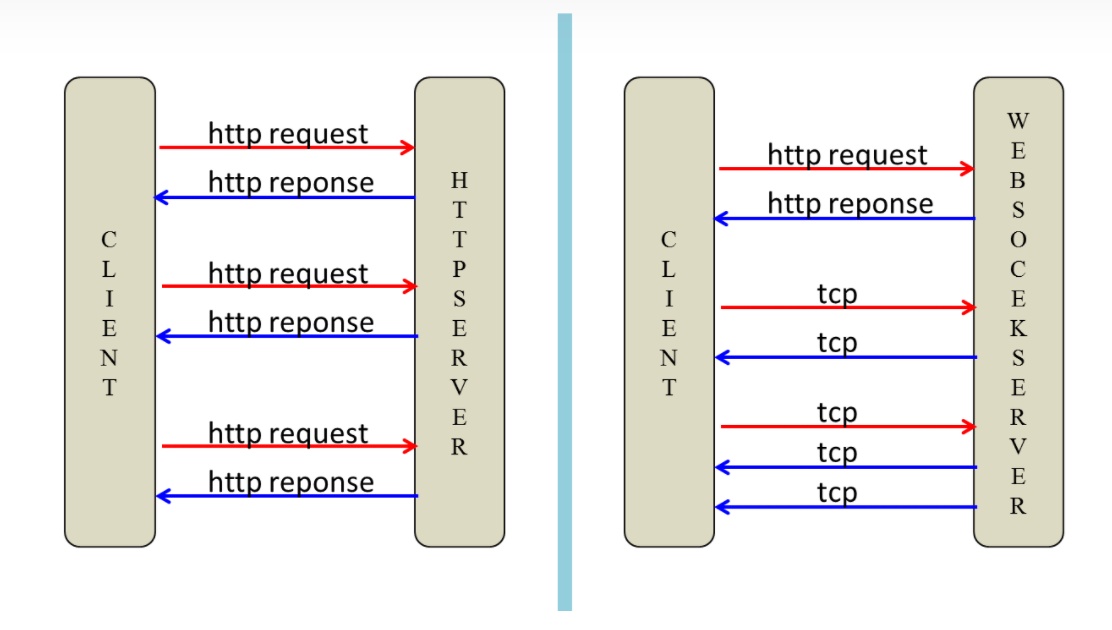 CLIENT
http request
http reponse
http request
http reponse
http request
http reponse
HTTPSERVER
CLIENT
http request
http reponse
tcp
tcp
tcp
tcp
tcp
WEBSOCEKSERVER